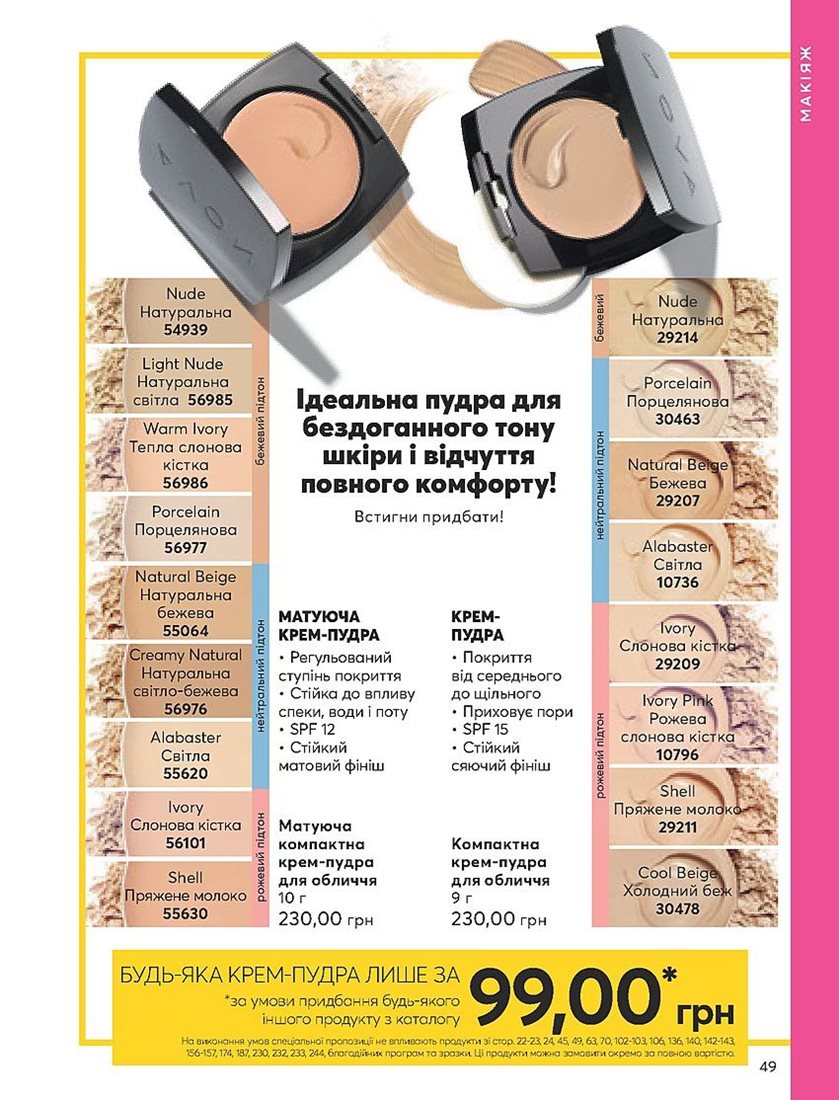 МАКІЯЖ
AVON
AVON
Nude
Натуральна
54939
Light Nude
Натуральна
світла 56985
Warm Ivory
Тепла слонова
кістка
56986
Porcelain
Порцелянова
56977
Natural Beige
Натуральна
бежева
55064
Creamy Natural
Натуральна
світло-бежева
56976
Alabaster
Світла
55620
Ivory
Слонова кістка
56101
Shell
Пряжене молоко
55630
бежевий підтон
нейтральний підтон
рожевий підтон
Ідеальна пудра для
бездоганного тону
шкіри і відчуття
повного комфорту!
Встигни придбати!
МАТУЮЧА
КРЕМ-ПУДРА
• Регульований
ступінь покриття
• Стійка до впливу
спеки, води і поту
• SPF 12
• Стійкий
матовий фініш
Матуюча
компактна
крем-пудра
для обличчя
10 г
230,00 грн
КРЕМ-
ПУДРА
• Покриття
від середнього
до щільного
• Приховує пори
• SPF 15
• Стійкий
сяючий фініш
Компактна
крем-пудра
для обличчя
9 г
230,00 грн
бежевий
нейтральний підтон
рожевий підтон
Nude
Натуральна
29214
Porcelain
Порцелянова
30463
Natural Beige
Бежева
29207
Alabaster
Світла
10736
Ivory
Слонова кістка
29209
Ivory Pink
Рожева
слонова кістка
10796
Shell
Пряжене молоко
29211
Cool Beige
Холодний беж
30478
БУДЬ-ЯКА КРЕМ-ПУДРА ЛИШЕ ЗА
*за умови придбання будь-якого
іншого продукту з каталогу
99,00* грн
На виконання умов спеціальної пропозиції не впливають продукти зі стор. 22-23, 24, 45, 49, 63, 70, 102-103, 106, 136, 140, 142-143,
156-157, 174, 187, 230, 232, 233, 244, благодійних програм та зразки. Ці продукти можна замовити окремо за повною вартістю.
49